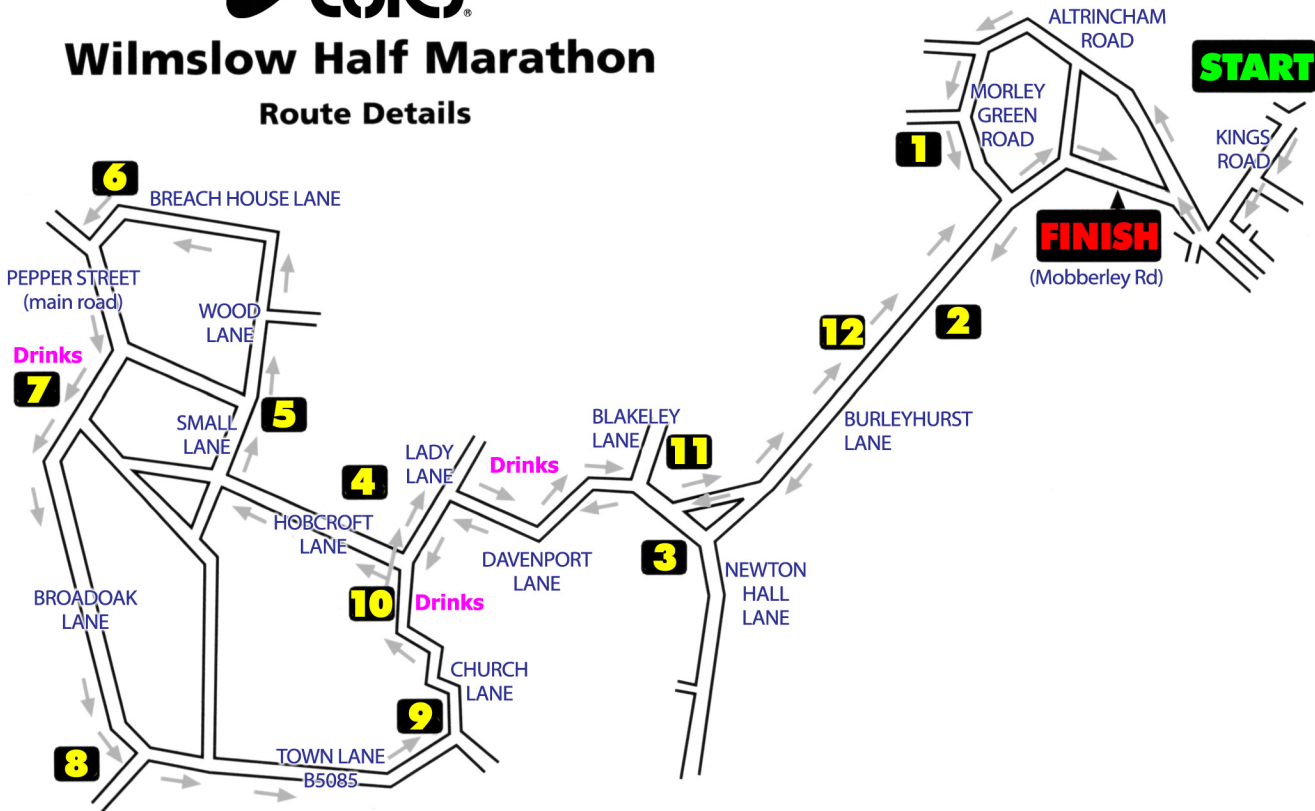 ®
Wilmslow Half Marathon
Route Details
ALTRINCHAM
ROAD
START
KINGS
ROAD
MORLEY
GREEN
ROAD
1
FINISH
(Mobberley Rd)
2
12
BURLEYHURST
LANE
6
BREACH HOUSE LANE
PEPPER STREET
(main road)
WOOD
LANE
Drinks
7
5
SMALL
LANE
BLAKELEY
LANE
11
LADY
LANE
Drinks
4
HOBCROFT
LANE
DAVENPORT
LANE
3
NEWTON
HALL
LANE
10
Drinks
BROADOAK
LANE
CHURCH
LANE
9
8
TOWN LANE
B5085